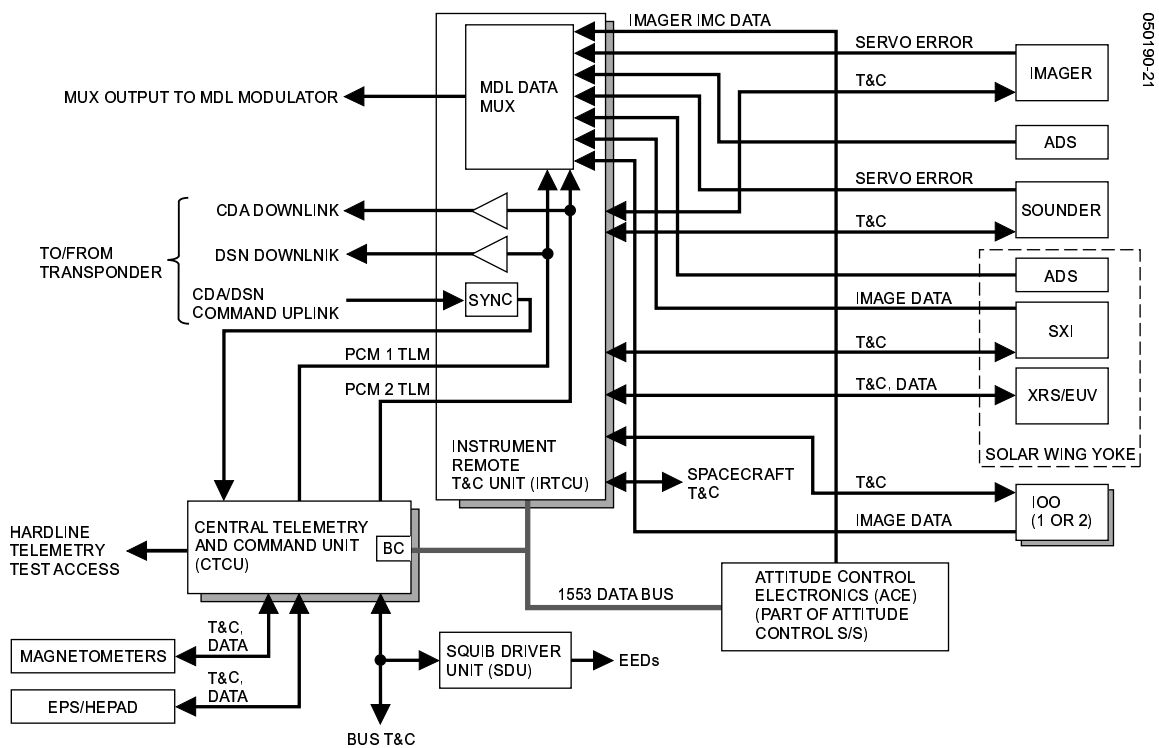 IMAGER IMC DATA
050190-21
SERVO ERROR
IMAGER
T&C
MDL DATA
MUX
MUX OUTPUT TO MDL MODULATOR
ADS
SERVO ERROR
SOUNDER
T&C
CDA DOWNLINK
TO/FROM
TRANSPONDER
DSN DOWNLNIK
ADS
CDA/DSN
COMMAND UPLINK
SYNC
IMAGE DATA
SXI
T&C
PCM 1 TLM
PCM 2 TLM
T&C, DATA
XRS/EUV
SOLAR WING YOKE
INSTRUMENT
REMOTE
T&C UNIT (IRTCU)
SPACECRAFT
T&C
T&C
IOO
(1 OR 2)
IMAGE DATA
HARDLINE
TELEMETRY
TEST ACCESS
CENTRAL TELEMETRY
AND COMMAND UNIT
(CTCU)
BC
1553 DATA BUS
ATTITUDE CONTROL
ELECTRONICS (ACE)
(PART OF ATTITUDE
CONTROL S/S)
T&C,
DATA
MAGNETOMETERS
SQUIB DRIVER
UNIT (SDU)
EEDs
T&C,
DATA
EPS/HEPAD
BUS T&C